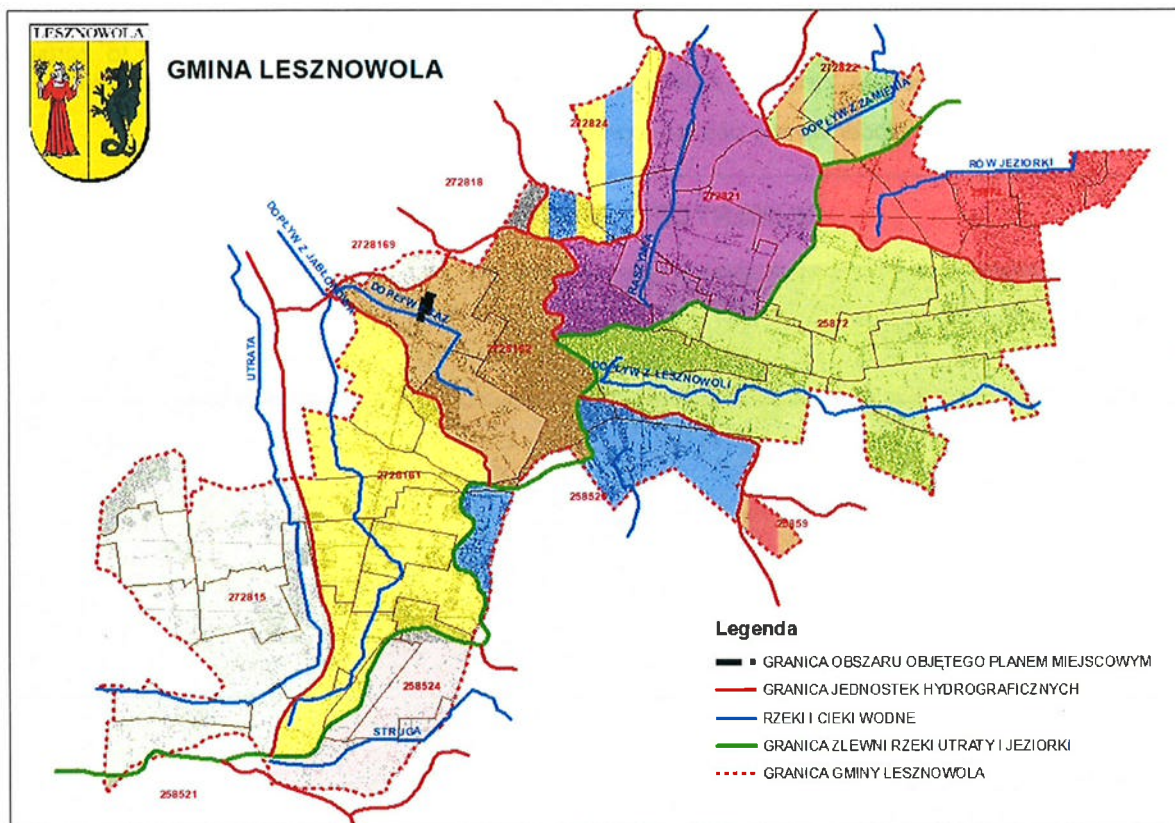 LESZNOWOLA
GMINA LESZNOWOLA
272822
DOPŁYW Z ZAMIENIA
272824
RÓW JEZIORKI
272818
272821
DOPŁYW Z JABŁONOWA
2728169
RASZYNKA
25872
UTRATA
2728162
DOPŁYW Z LESZNOWOLI
2728161
25859
272815
258524
STRUGA
258521
Legenda
GRANICA OBSZARU OBJĘTEGO PLANEM MIEJSCOWYM
GRANICA JEDNOSTEK HYDROGRAFICZNYCH
RZEKI I CIEKI WODNE
GRANICA ZLEWNI RZEKI UTRATY I JEZIORKI
GRANICA GMINY LESZNOWOLA